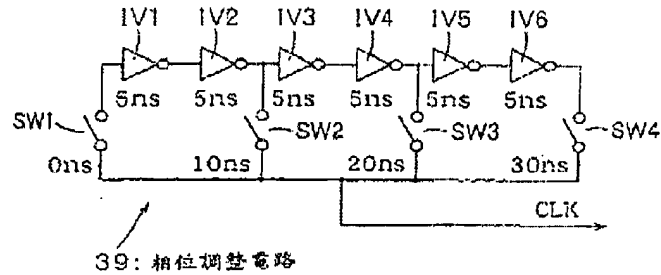 IV1 IV2 IV3 IV4 IV5 IV6
5ns 5ns 5ns 5ns 5ns 5ns
SW1 SW2 SW3 SW4
0ns 10ns 20ns 30ns
CLK
39: 相位調整電路